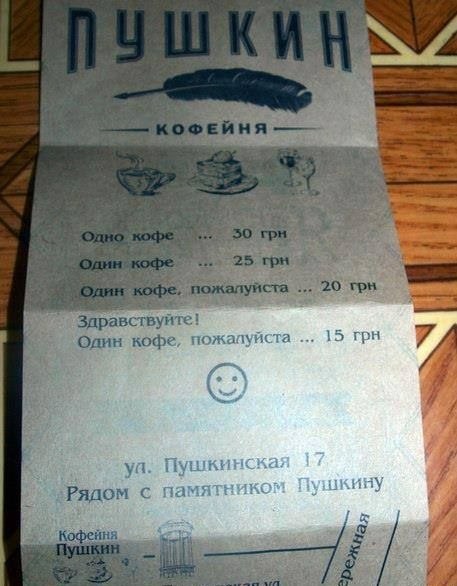 ПУШКИН
КОФЕЙНЯ
Одно кофе ... 30 грн
Один кофе ... 25 грн
Один кофе, пожалуйста ... 20 грн
Здравствуйте!
Один кофе, пожалуйста ... 15 грн
ул. Пушкинская 17
Рядом с памятником Пушкину
Кофейня
Пушкин